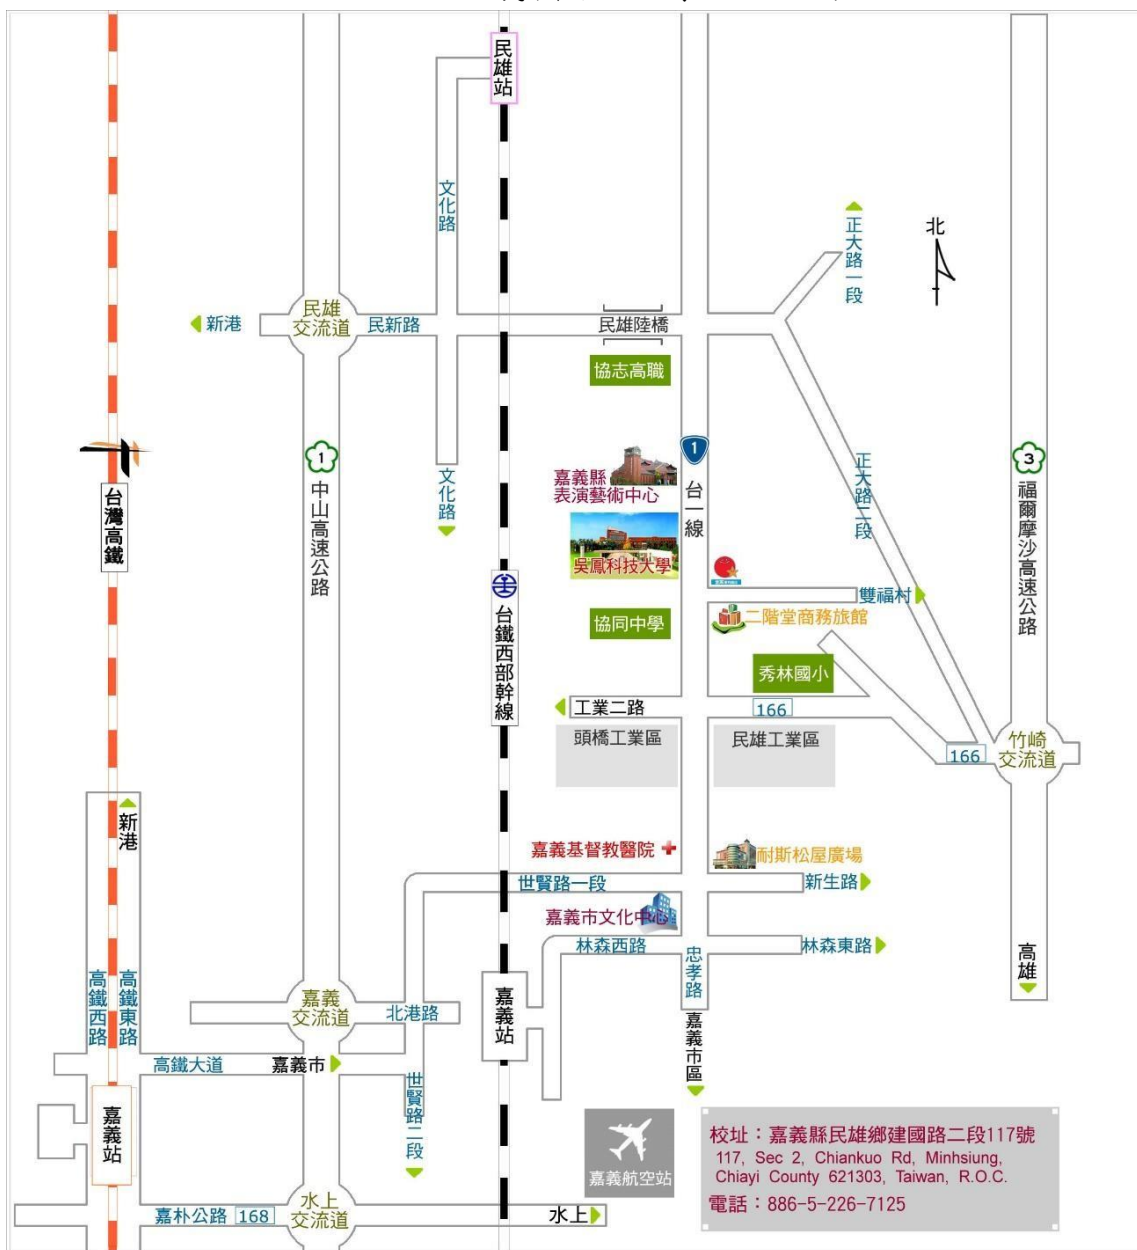 民雄站
文化路
正大路一段
北
新港
民雄
交流道
民新路
民雄陸橋
協志高職
1
1
3
台灣高鐵
中山高速公路
文化路
嘉義縣
表演藝術中心
台一線
正大路二段
福爾摩沙高速公路
吳鳳科技大學
雙福村
台鐵西部幹線
協同中學
二階堂商務旅館
秀林國小
工業二路
166
頭橋工業區
民雄工業區
166
竹崎
交流道
新港
嘉義基督教醫院
耐斯松屋廣場
世賢路一段
新生路
嘉義市文化中心
林森西路
忠孝路
林森東路
高雄
高鐵西路
高鐵東路
嘉義
交流道
北港路
嘉義站
嘉義市區
高鐵大道
嘉義市
世賢路二段
嘉義站
嘉義航空站
校址：嘉義縣民雄鄉建國路二段117號
117, Sec 2, Chiankuo Rd, Minhsiung,
Chiayi County 621303, Taiwan, R.O.C.
電話：886-5-226-7125
嘉朴公路 168
水上
交流道
水上